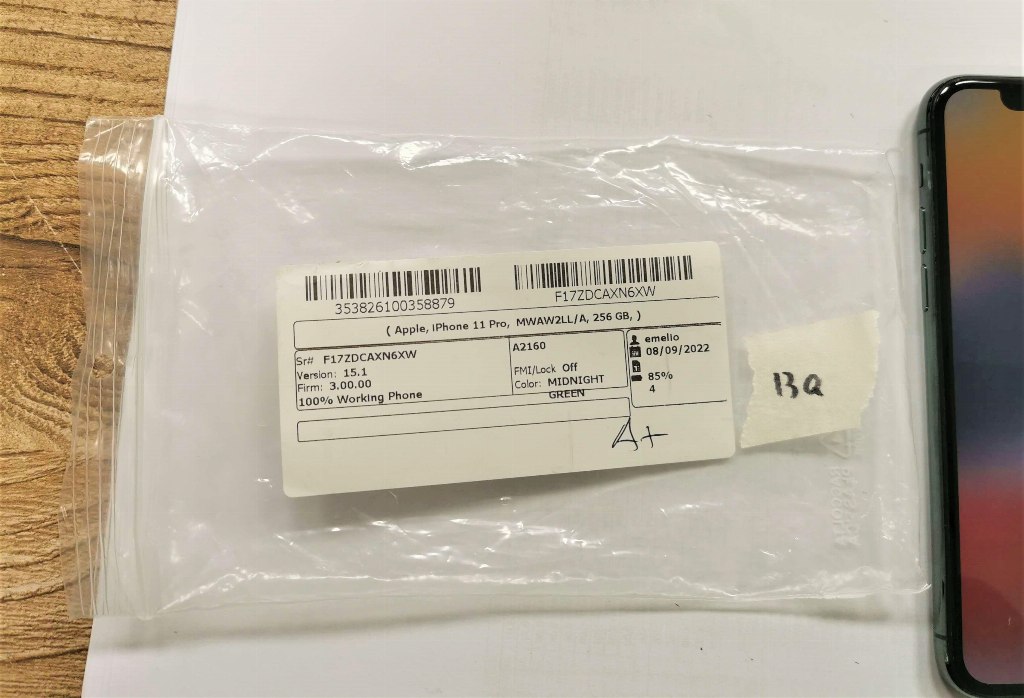 353826100358879
F17ZDCAXN6XW
( Apple, iPhone 11 Pro, MWAW2LL/A, 256 GB, )
Sr# F17ZDCAXN6XW
Version: 15.1
Firm: 3.00.00
100% Working Phone
A2160
FMI/Lock Off
Color: MIDNIGHT
GREEN
emelio
08/09/2022
85%
4
A+